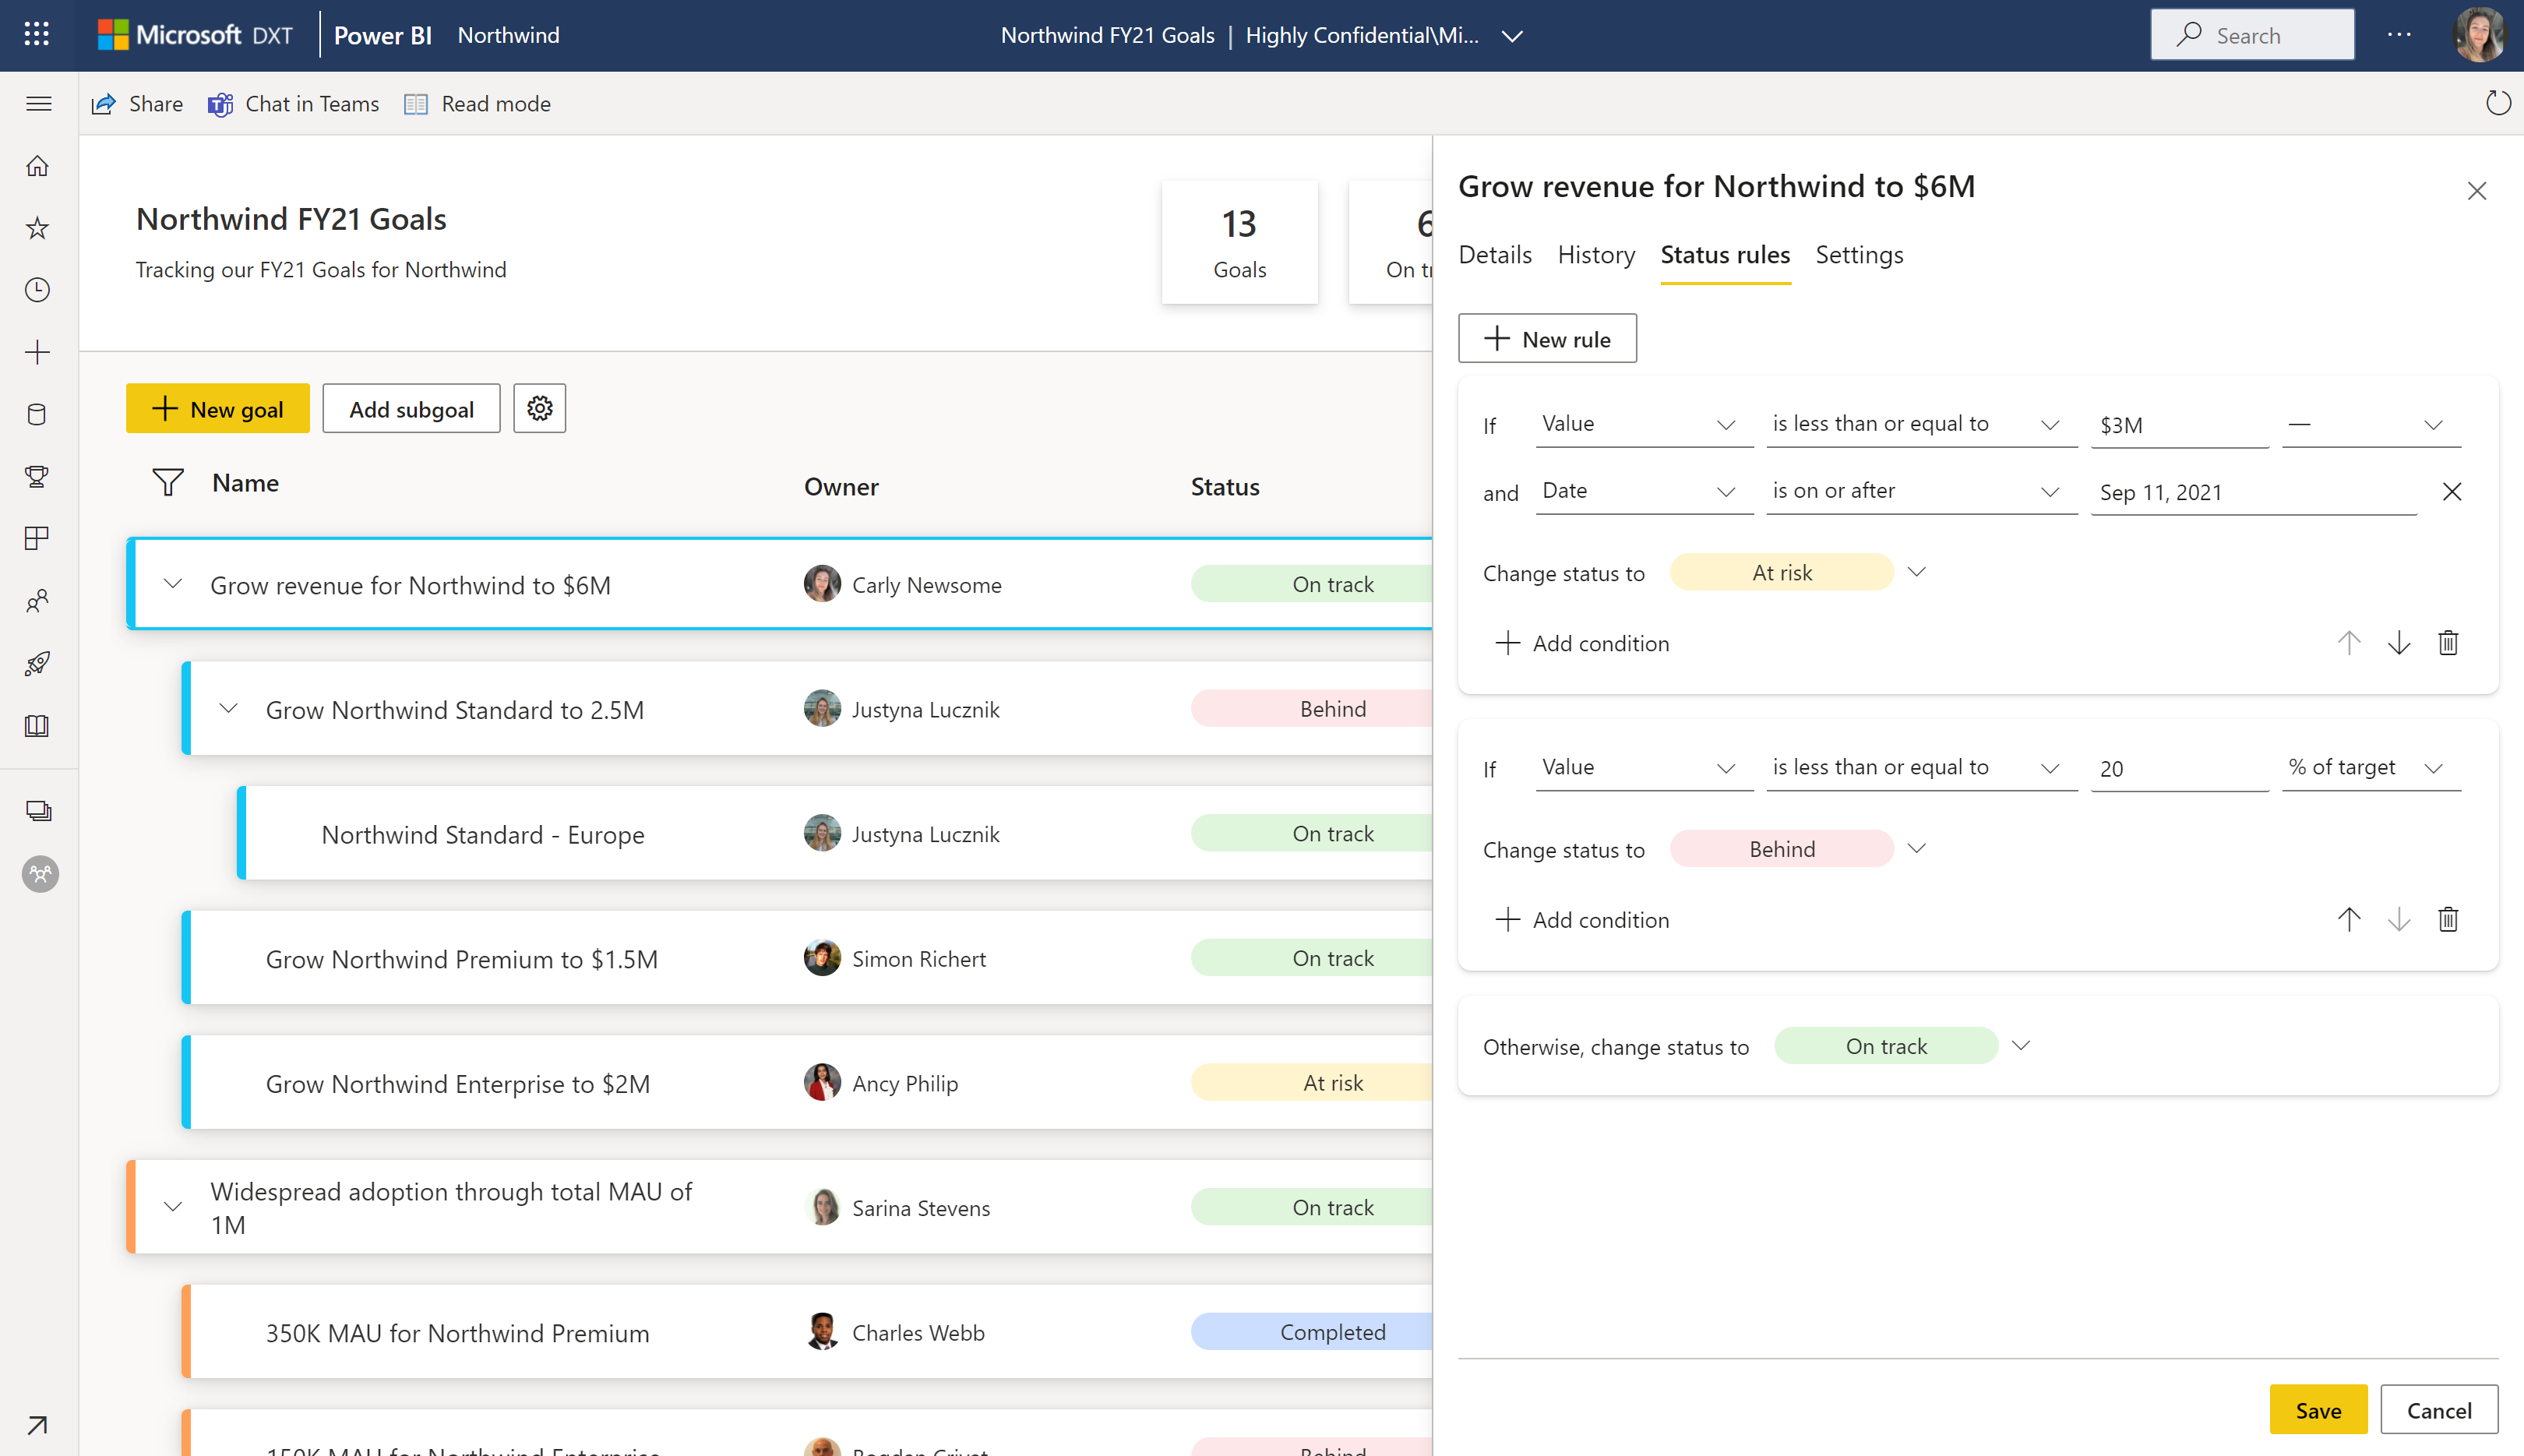 Microsoft DXT
Power BI
Northwind
Northwind FY21 Goals | Highly Confidential\Mi...
Search
Share
Chat in Teams
Read mode
Northwind FY21 Goals
Tracking our FY21 Goals for Northwind
13
Goals
6
On tr
New goal
Add subgoal
Name
Owner
Status
Grow revenue for Northwind to $6M
Carly Newsome
On track
Grow Northwind Standard to 2.5M
Justyna Lucznik
Behind
Northwind Standard - Europe
Justyna Lucznik
On track
Grow Northwind Premium to $1.5M
Simon Richert
On track
Grow Northwind Enterprise to $2M
Ancy Philip
At risk
Widespread adoption through total MAU of
1M
Sarina Stevens
On track
350K MAU for Northwind Premium
Charles Webb
Completed
150K MAU for Northwind Enterprise
Bogdan Crivat
Behind
Grow revenue for Northwind to $6M
Details
History
Status rules
Settings
New rule
If Value is less than or equal to $3M —
and Date is on or after Sep 11, 2021
Change status to At risk
Add condition
If Value is less than or equal to 20 % of target
Change status to Behind
Add condition
Otherwise, change status to On track
Save
Cancel